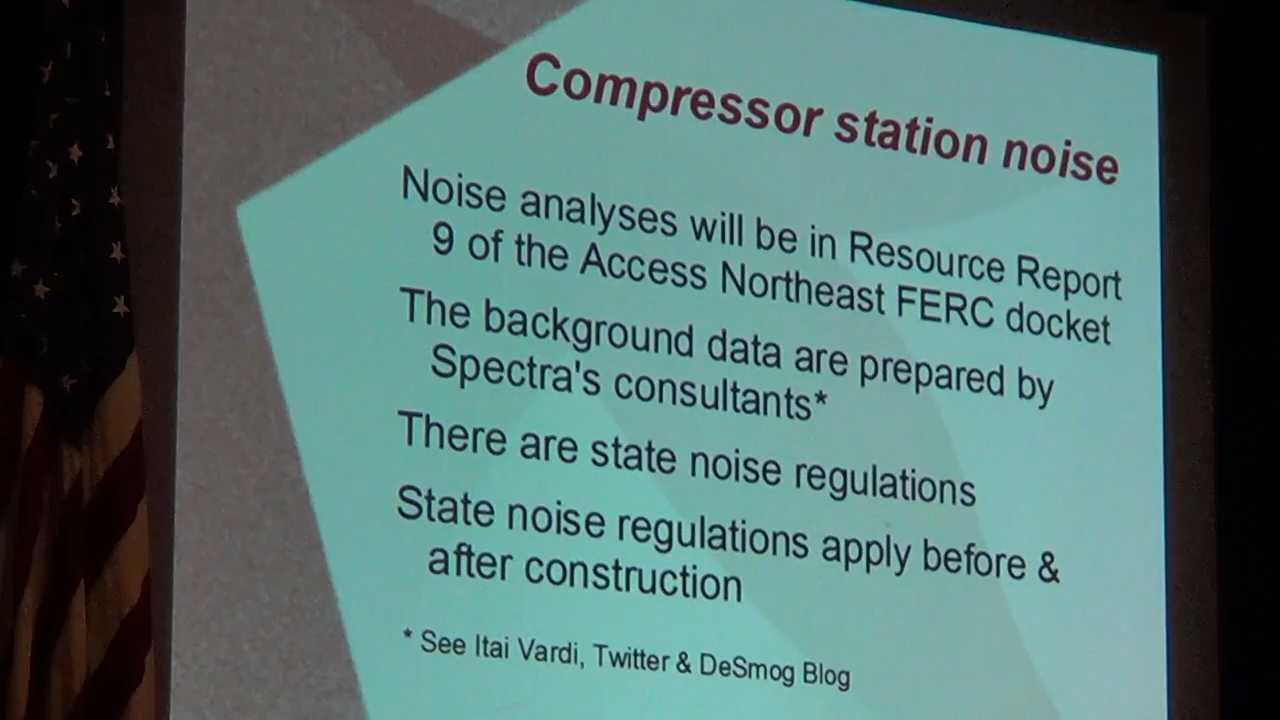 Compressor station noise
Noise analyses will be in Resource Report
9 of the Access Northeast FERC docket
The background data are prepared by
Spectra's consultants*
There are state noise regulations
State noise regulations apply before &
after construction
* See Itai Vardi, Twitter & DeSmog Blog